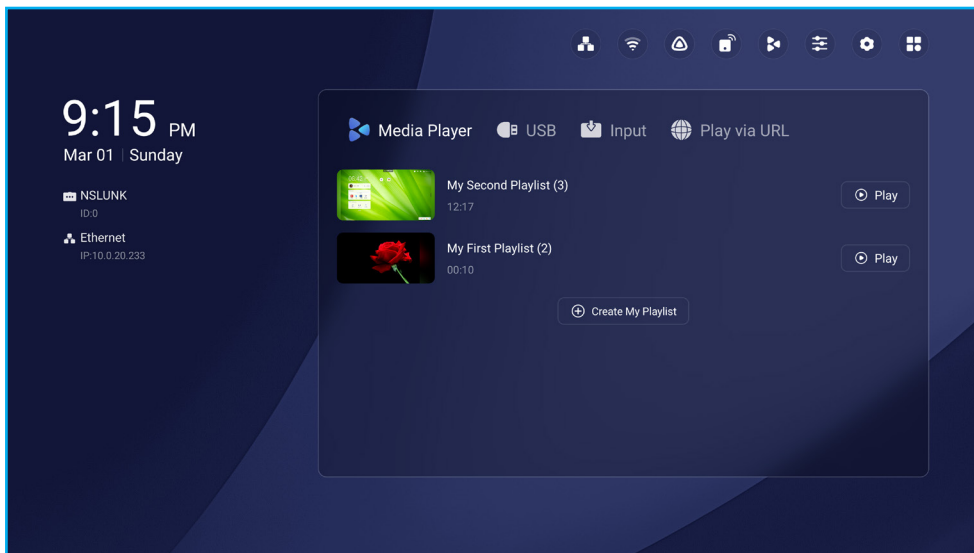 9:15 PM
Mar 01 | Sunday
NSLUNK
ID:0
Ethernet
IP:10.0.20.233
Media Player USB Input Play via URL
My Second Playlist (3)
12:17
Play
My First Playlist (2)
00:10
Play
Create My Playlist